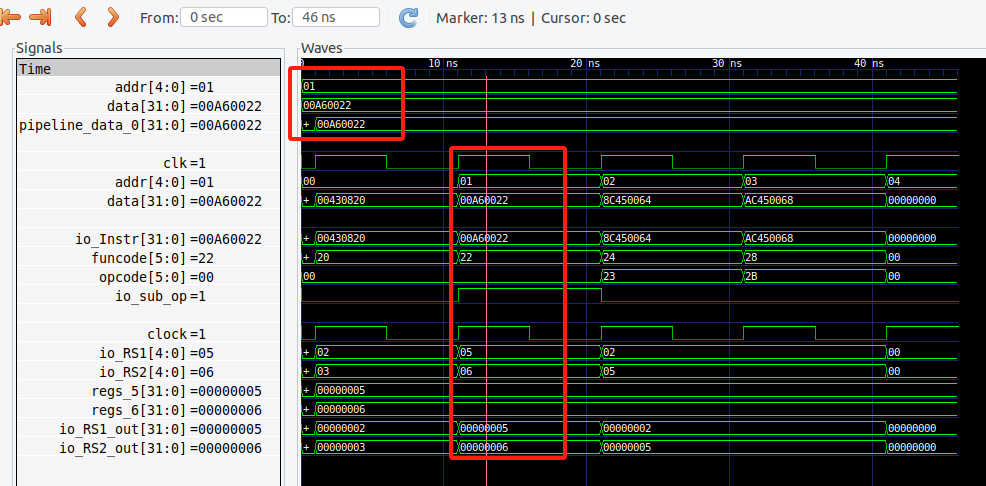 From: 0 sec To: 46 ns Marker: 13 ns | Cursor: 0 sec
Signals Waves
Time 0 10 ns 20 ns 30 ns 40 ns
addr[4:0] =01 01
data[31:0] =00A60022 00A60022
pipeline_data_0[31:0] =00A60022 + 00A60022
clk =1
addr[4:0] =01 00 01 02 03 04
data[31:0] =00A60022 + 00430820 00A60022 8C450064 AC450068 00000000
io_Instr[31:0] =00A60022 + 00430820 00A60022 8C450064 AC450068 00000000
funcode[5:0] =22 + 20 22 24 28 00
opcode[5:0] =00 00 23 2B 00
io_sub_op =1
clock =1
io_RS1[4:0] =05 + 02 05 02 00
io_RS2[4:0] =06 + 03 06 05 00
regs_5[31:0] =00000005 + 00000005
regs_6[31:0] =00000006 + 00000006
io_RS1_out[31:0] =00000005 + 00000002 00000005 00000002 00000000
io_RS2_out[31:0] =00000006 + 00000003 00000006 00000005 00000000